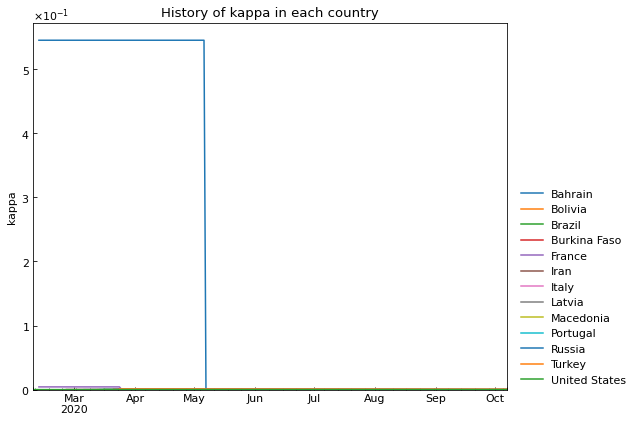 History of kappa in each country
×10⁻¹
5
4
3
2
1
0
kappa
Mar
2020
Apr
May
Jun
Jul
Aug
Sep
Oct
Bahrain
Bolivia
Brazil
Burkina Faso
France
Iran
Italy
Latvia
Macedonia
Portugal
Russia
Turkey
United States